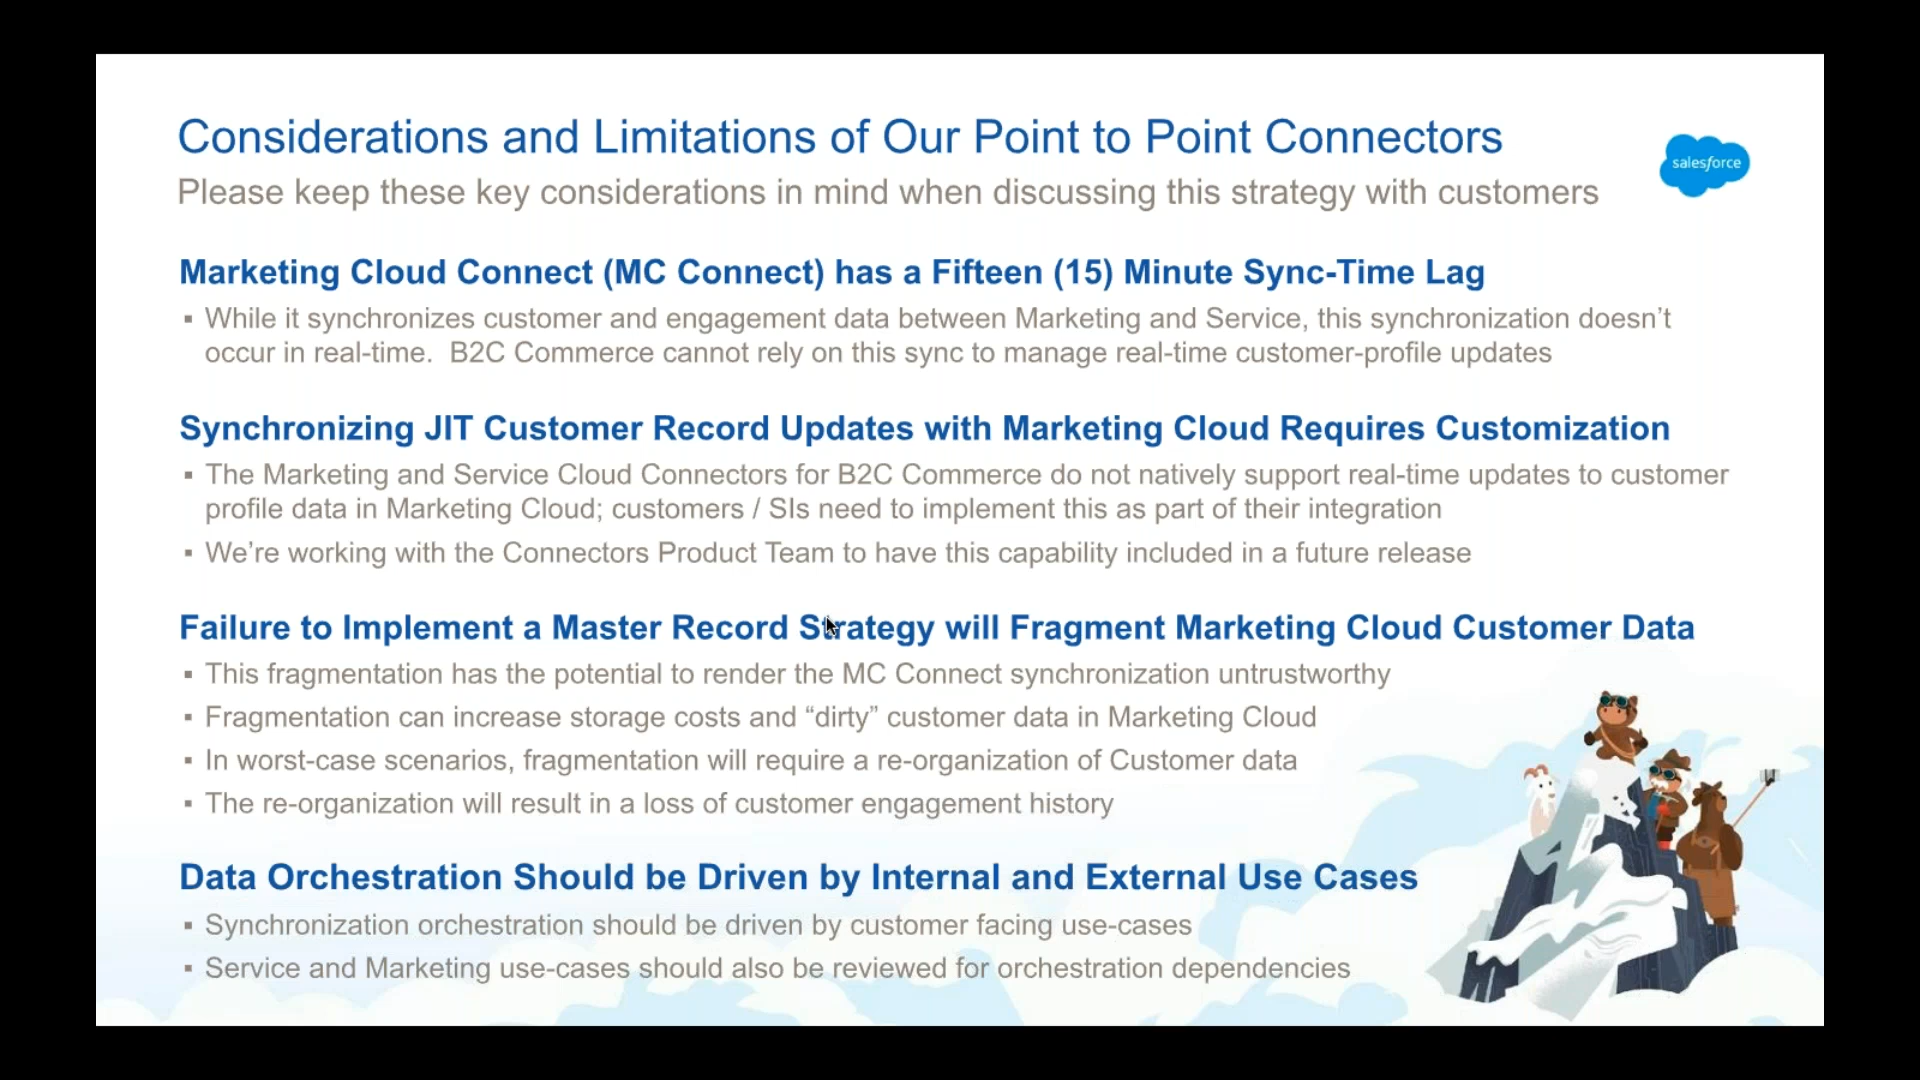 Considerations and Limitations of Our Point to Point Connectors
Please keep these key considerations in mind when discussing this strategy with customers
salesforce
Marketing Cloud Connect (MC Connect) has a Fifteen (15) Minute Sync-Time Lag
▪ While it synchronizes customer and engagement data between Marketing and Service, this synchronization doesn’t
occur in real-time.  B2C Commerce cannot rely on this sync to manage real-time customer-profile updates
Synchronizing JIT Customer Record Updates with Marketing Cloud Requires Customization
▪ The Marketing and Service Cloud Connectors for B2C Commerce do not natively support real-time updates to customer
profile data in Marketing Cloud; customers / SIs need to implement this as part of their integration
▪ We’re working with the Connectors Product Team to have this capability included in a future release
Failure to Implement a Master Record Strategy will Fragment Marketing Cloud Customer Data
▪ This fragmentation has the potential to render the MC Connect synchronization untrustworthy
▪ Fragmentation can increase storage costs and “dirty” customer data in Marketing Cloud
▪ In worst-case scenarios, fragmentation will require a re-organization of Customer data
▪ The re-organization will result in a loss of customer engagement history
Data Orchestration Should be Driven by Internal and External Use Cases
▪ Synchronization orchestration should be driven by customer facing use-cases
▪ Service and Marketing use-cases should also be reviewed for orchestration dependencies